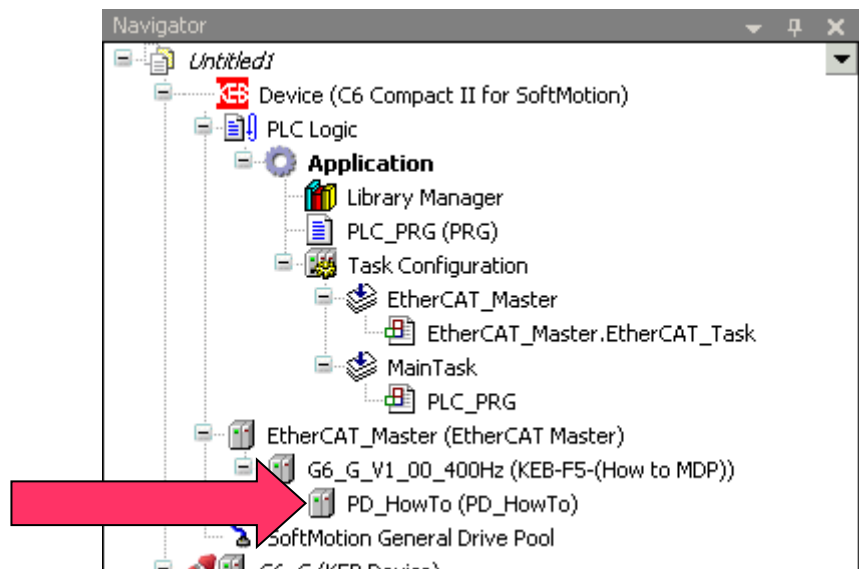 Navigator
Untitled1
KEB Device (C6 Compact II for SoftMotion)
PLC Logic
Application
Library Manager
PLC_PRG (PRG)
Task Configuration
EtherCAT_Master
EtherCAT_Master.EtherCAT_Task
MainTask
PLC_PRG
EtherCAT_Master (EtherCAT Master)
G6_G_V1_00_400Hz (KEB-F5-(How to MDP))
PD_HowTo (PD_HowTo)
SoftMotion General Drive Pool
(KEB Device)